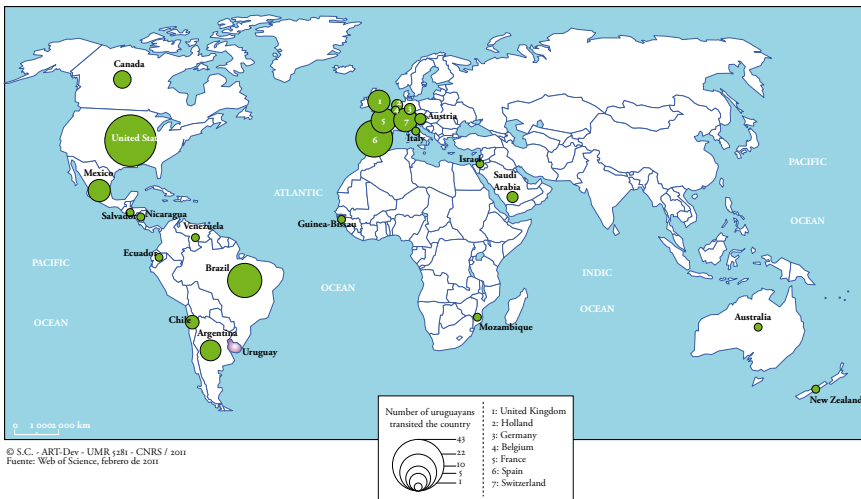 Canada
1
2
4
3
Austria
United Stat
5
7
Italy
6
Israel
PACIFIC
Mexico
Saudi
Arabia
ATLANTIC
Salvador
Nicaragua
Guinea-Bissau
OCEAN
Venezuela
Ecuador
PACIFIC
Brazil
INDIC
OCEAN
OCEAN
OCEAN
Chile
Argentina
Mozambique
Australia
Uruguay
New Zealand
0 1 0002 000 km
Number of uruguayans
transited the country
43
22
10
5
1
1: United Kingdom
2: Holland
3: Germany
4: Belgium
5: France
6: Spain
7: Switzerland
© S.C. - ART-Dev - UMR 5281 - CNRS / 2011
Fuente: Web of Science, febrero de 2011